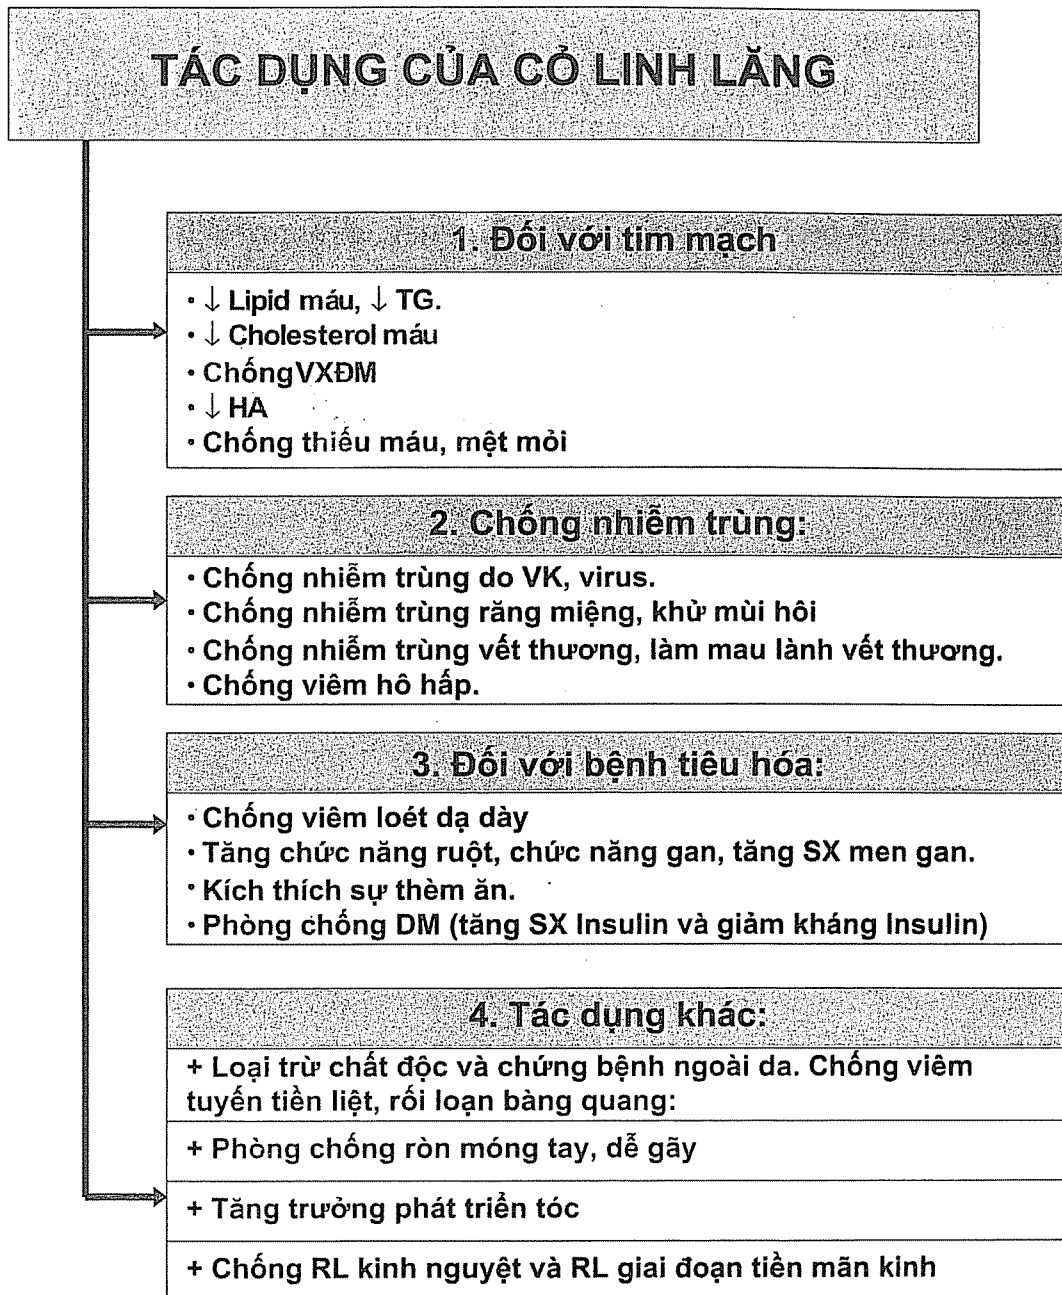 TÁC DỤNG CỦA CỎ LINH LĂNG
1. Đối với tim mạch
• ↓ Lipid máu, ↓ TG.
• ↓ Cholesterol máu
• ChốngVXĐM
• ↓ HA
• Chống thiếu máu, mệt mỏi
2. Chống nhiễm trùng:
• Chống nhiễm trùng do VK, virus.
• Chống nhiễm trùng răng miệng, khử mùi hôi
• Chống nhiễm trùng vết thương, làm mau lành vết thương.
• Chống viêm hô hấp.
3. Đối với bệnh tiêu hóa:
• Chống viêm loét dạ dày
• Tăng chức năng ruột, chức năng gan, tăng SX men gan.
• Kích thích sự thèm ăn.
• Phòng chống DM (tăng SX Insulin và giảm kháng Insulin)
4. Tác dụng khác:
+ Loại trừ chất độc và chứng bệnh ngoài da. Chống viêm
tuyến tiền liệt, rối loạn bàng quang:
+ Phòng chống ròn móng tay, dễ gãy
+ Tăng trưởng phát triển tóc
+ Chống RL kinh nguyệt và RL giai đoạn tiền mãn kinh